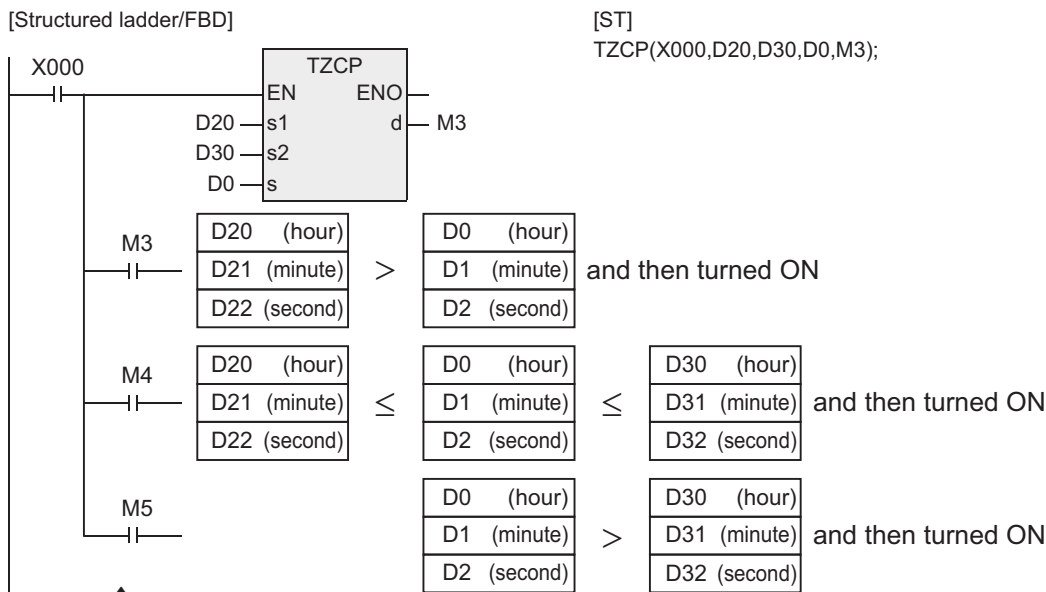 [Structured ladder/FBD]
[ST]
TZCP(X000,D20,D30,D0,M3);
X000
TZCP
EN ENO
D20 s1 d M3
D30 s2
D0 s
M3
D20 (hour) D0 (hour)
D21 (minute) > D1 (minute) and then turned ON
D22 (second) D2 (second)
M4
D20 (hour) D0 (hour) D30 (hour)
D21 (minute) ≤ D1 (minute) ≤ D31 (minute) and then turned ON
D22 (second) D2 (second) D32 (second)
M5
D0 (hour) D30 (hour)
D1 (minute) > D31 (minute) and then turned ON
D2 (second) D32 (second)